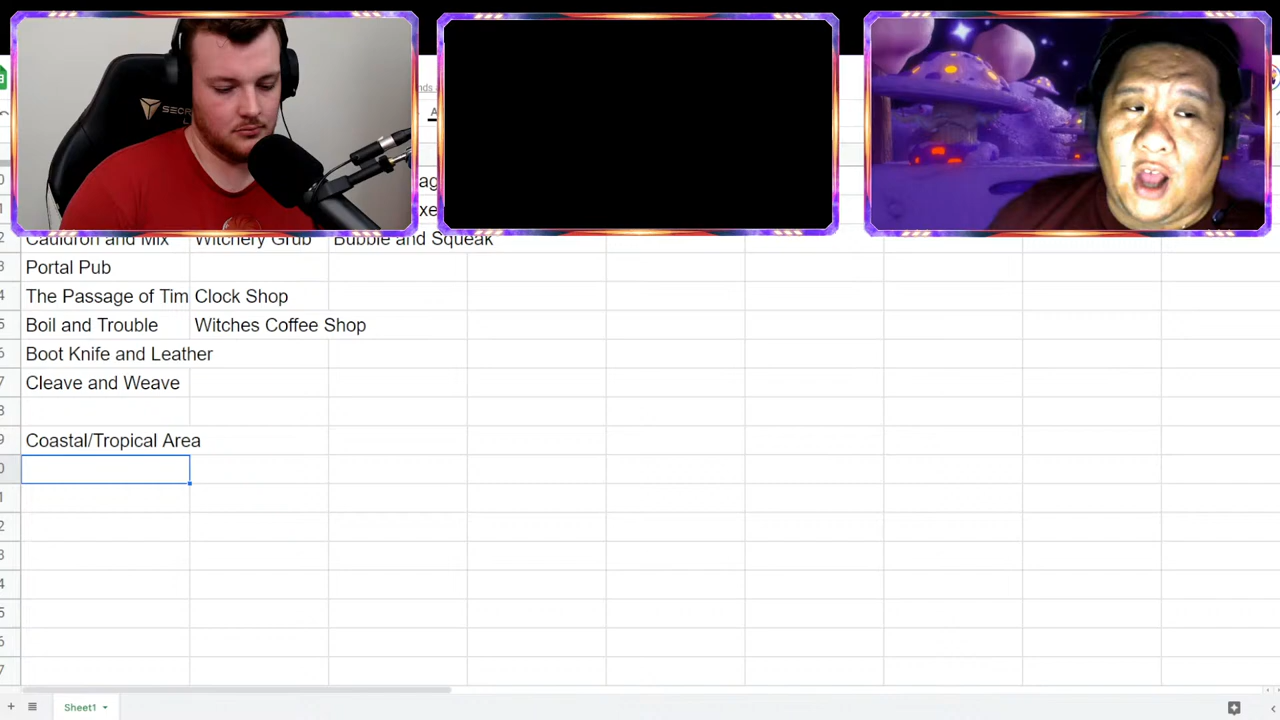 SECR
Cauldron and Mix Witchery Grub Bubble and Squeak
Portal Pub
The Passage of Tim Clock Shop
Boil and Trouble Witches Coffee Shop
Boot Knife and Leather
Cleave and Weave
Coastal/Tropical Area
Sheet1